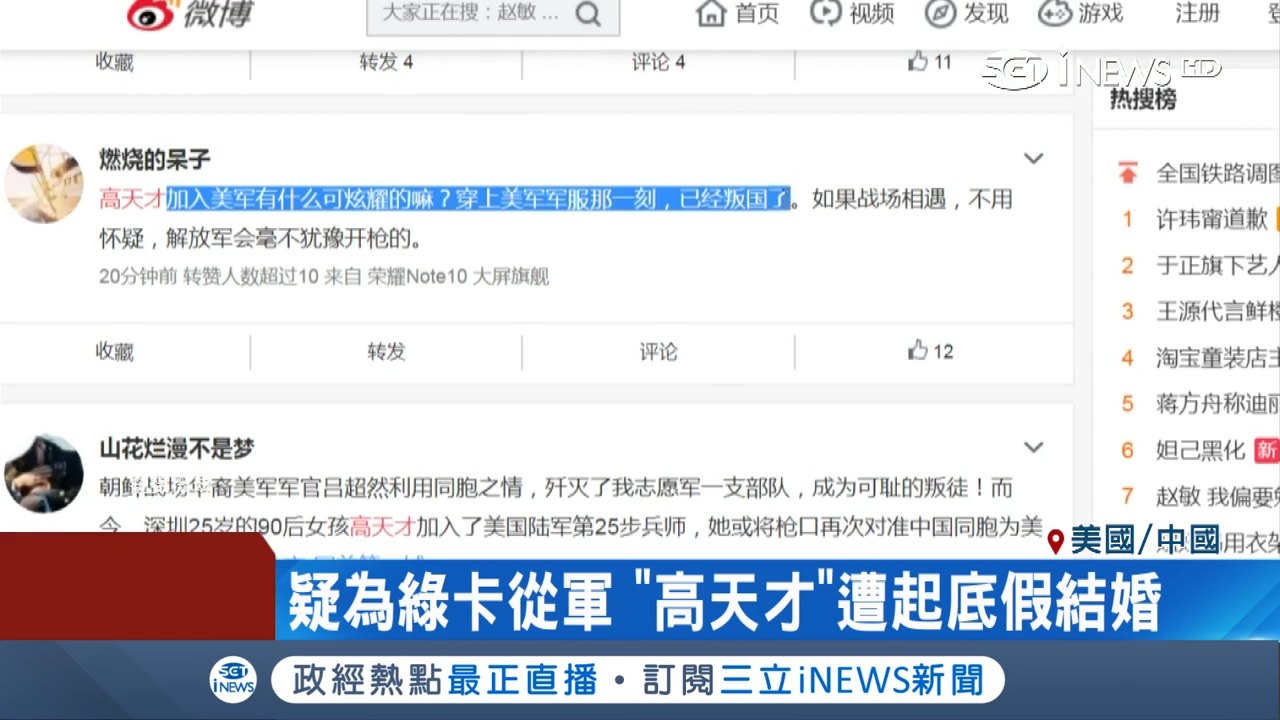 微博
大家正在搜：赵敏 ...
首页
视频
发现
游戏
注册
收藏
转发 4
评论 4
11
SET iNEWS HD
热搜榜
燃烧的呆子
高天才加入美军有什么可炫耀的嘛？穿上美军军服那一刻，已经叛国了。如果战场相遇，不用
怀疑，解放军会毫不犹豫开枪的。
20分钟前 转赞人数超过10 来自 荣耀Note10 大屏旗舰
收藏
转发
评论
12
山花烂漫不是梦
朝鲜战场华裔美军军官吕超然利用同胞之情，歼灭了我志愿军一支部队，成为可耻的叛徒！而
今，深圳25岁的90后女孩高天才加入了美国陆军第25步兵师，她或将枪口再次对准中国同胞为美
全国铁路调图
1 许玮甯道歉
2 于正旗下艺人
3 王源代言鲜橙
4 淘宝童装店主
5 蒋方舟称迪丽
6 妲己黑化 新
7 赵敏 我偏要
用衣架
美國/中國
疑為綠卡從軍 "高天才"遭起底假結婚
SET iNEWS
政經熱點最正直播·訂閱三立iNEWS新聞